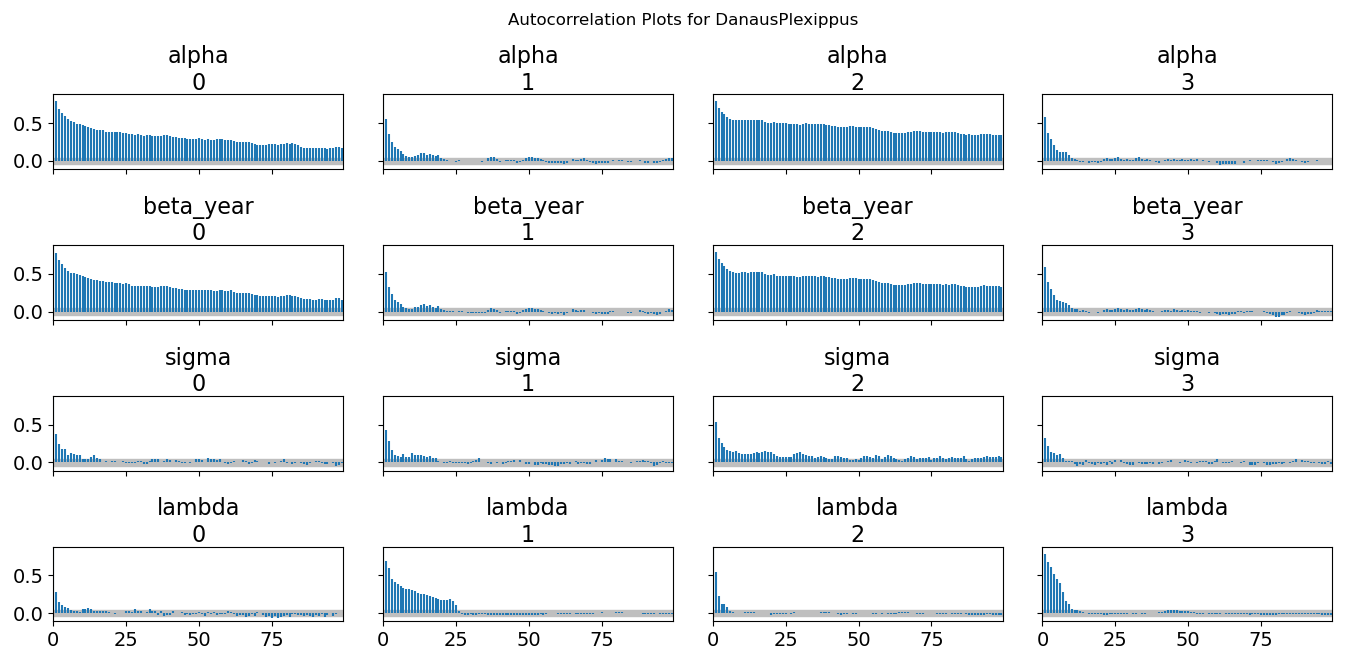 Autocorrelation Plots for DanausPlexippus
alpha alpha alpha alpha
0 1 2 3
0.5
0.0
beta_year beta_year beta_year beta_year
0 1 2 3
0.5
0.0
sigma sigma sigma sigma
0 1 2 3
0.5
0.0
lambda lambda lambda lambda
0 1 2 3
0.5
0.0
0 25 50 75 0 25 50 75 0 25 50 75 0 25 50 75